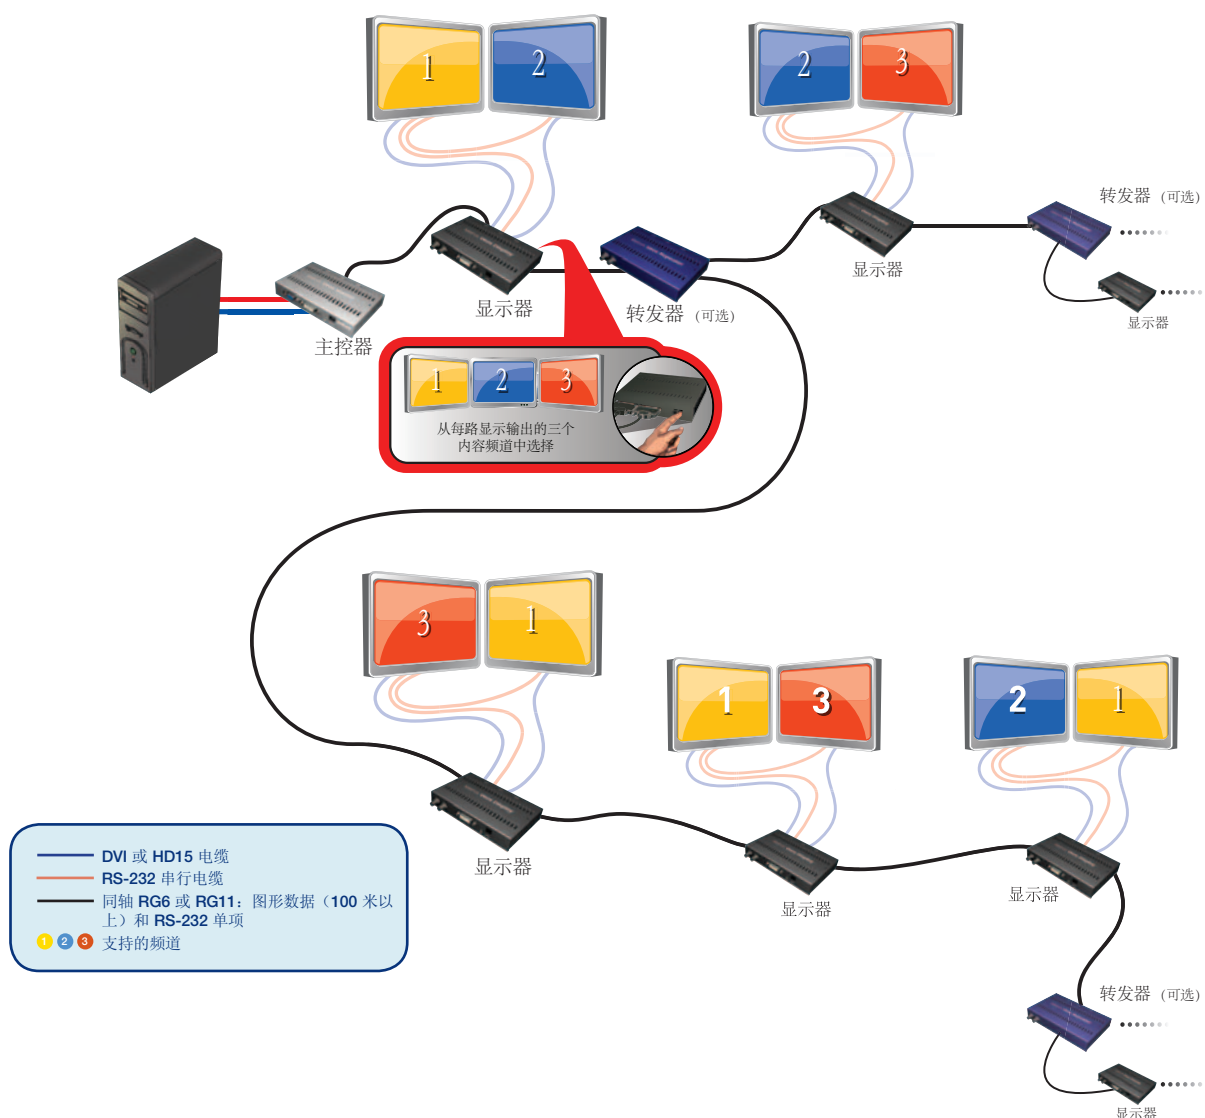 1
2
2
3
转发器 (可选)
显示器
显示器
显示器
转发器 (可选)
主控器
1
2
3
从每路显示输出的三个
内容频道中选择
3
1
1
3
2
1
显示器
显示器
显示器
DVI 或 HD15 电缆
RS-232 串行电缆
同轴 RG6 或 RG11：图形数据（100 米以
上）和 RS-232 单项
1 2 3 支持的频道
转发器 (可选)
显示器